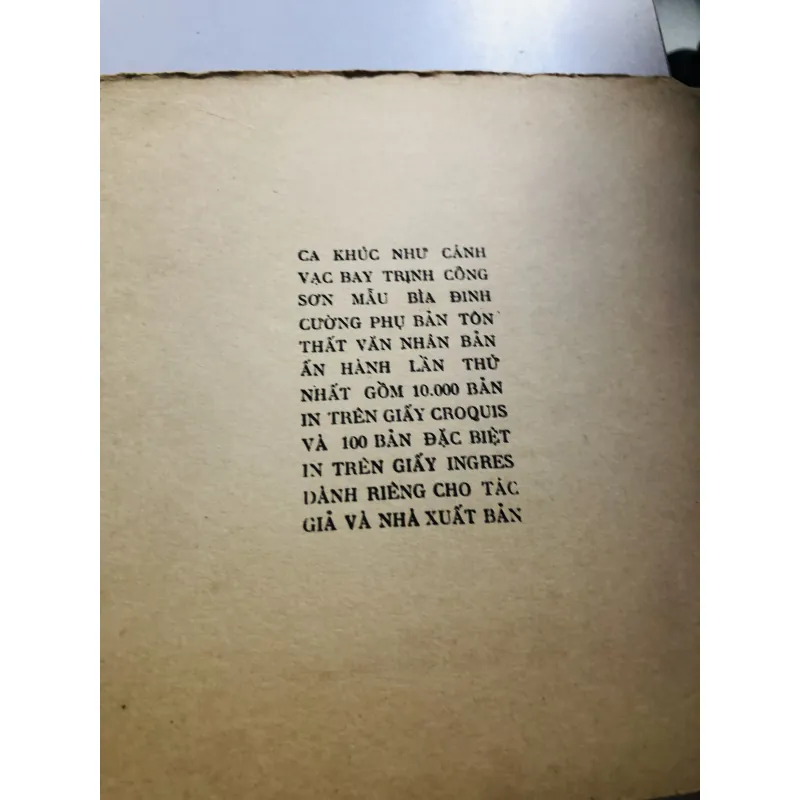 CA KHÚC NHƯ CÁNH
VẠC BAY TRỊNH CÔNG
SƠN MẪU BÌA ĐINH
CƯỜNG PHỤ BẢN TÔN
THẤT VĂN NHÂN BẢN
ẤN HÀNH LẦN THỨ
NHẤT GỒM 10.000 BẢN
IN TRÊN GIẤY CROQUIS
VÀ 100 BẢN ĐẶC BIỆT
IN TRÊN GIẤY INGRES
DÀNH RIÊNG CHO TÁC
GIẢ VÀ NHÀ XUẤT BẢN